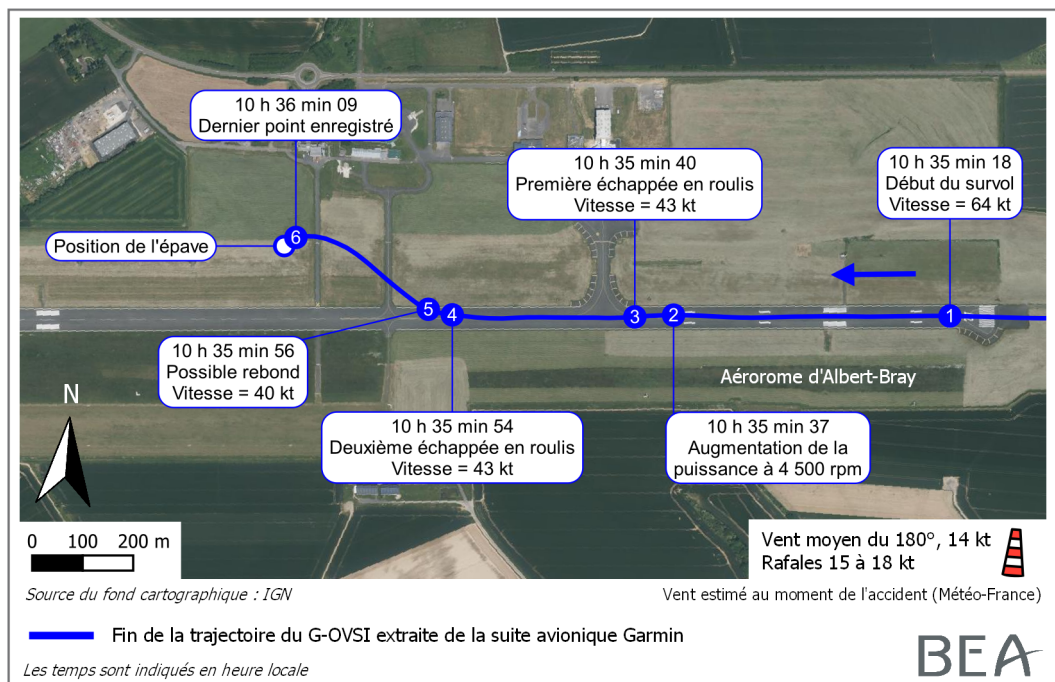 10 h 36 min 09
Dernier point enregistré
10 h 35 min 40
Première échappée en roulis
Vitesse = 43 kt
10 h 35 min 18
Début du survol
Vitesse = 64 kt
Position de l'épave
6
5
4
3
2
1
10 h 35 min 56
Possible rebond
Vitesse = 40 kt
Aérorome d'Albert-Bray
N
10 h 35 min 54
Deuxième échappée en roulis
Vitesse = 43 kt
10 h 35 min 37
Augmentation de la
puissance à 4 500 rpm
0 100 200 m
Vent moyen du 180°, 14 kt
Rafales 15 à 18 kt
Source du fond cartographique : IGN
Vent estimé au moment de l'accident (Météo-France)
Fin de la trajectoire du G-OVSI extraite de la suite avionique Garmin
Les temps sont indiqués en heure locale
BEA